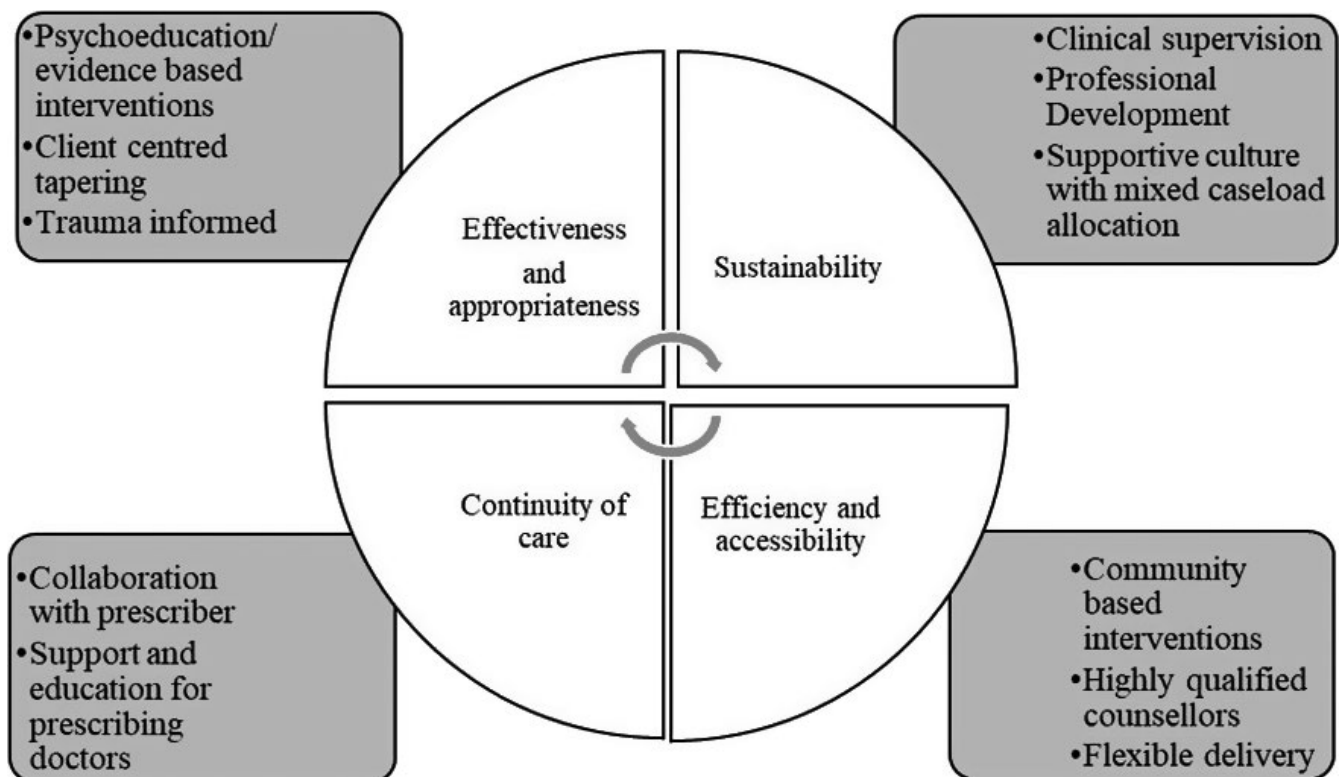 •Psychoeducation/
evidence based
interventions
•Client centred
tapering
•Trauma informed
•Clinical supervision
•Professional
Development
•Supportive culture
with mixed caseload
allocation
Effectiveness
and
appropriateness
Sustainability
Continuity of
care
Efficiency and
accessibility
•Collaboration
with prescriber
•Support and
education for
prescribing
doctors
•Community
based
interventions
•Highly qualified
counsellors
•Flexible delivery